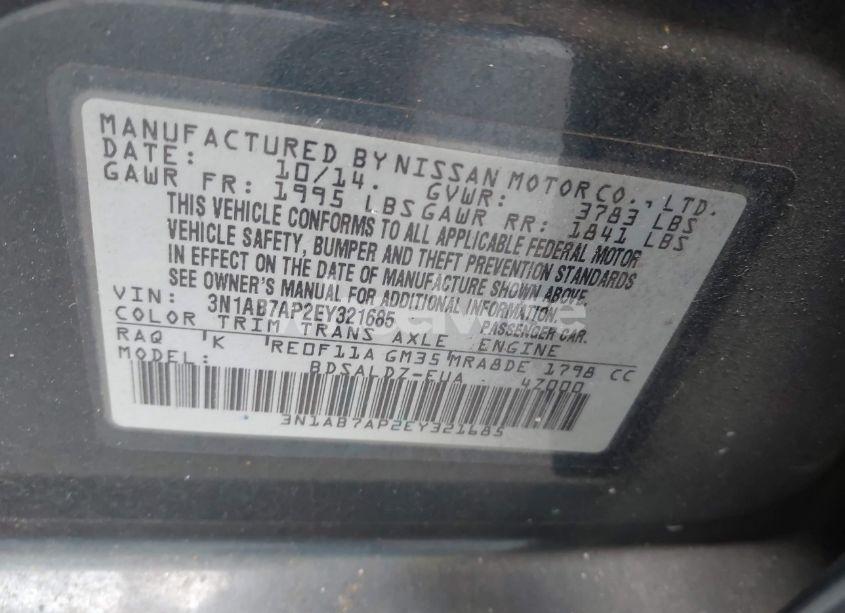 MANUFACTURED BY NISSAN MOTOR CO., LTD.
DATE: 10/14. GVWR: 3783 LBS
GAWR FR: 1995 LBS GAWR RR: 1841 LBS
THIS VEHICLE CONFORMS TO ALL APPLICABLE FEDERAL MOTOR
VEHICLE SAFETY, BUMPER AND THEFT PREVENTION STANDARDS
IN EFFECT ON THE DATE OF MANUFACTURE SHOWN ABOVE.
SEE OWNER'S MANUAL FOR ADDITIONAL INFORMATION.
VIN: 3N1AB7AP2EY321685 PASSENGER CAR.
COLOR TRIM TRANS AXLE ENGINE
RAQ K RE0F11A GM35 MRA8DE 1798 CC
MODEL: BDSALDZ-EUA 47000
3N1AB7AP2EY321685